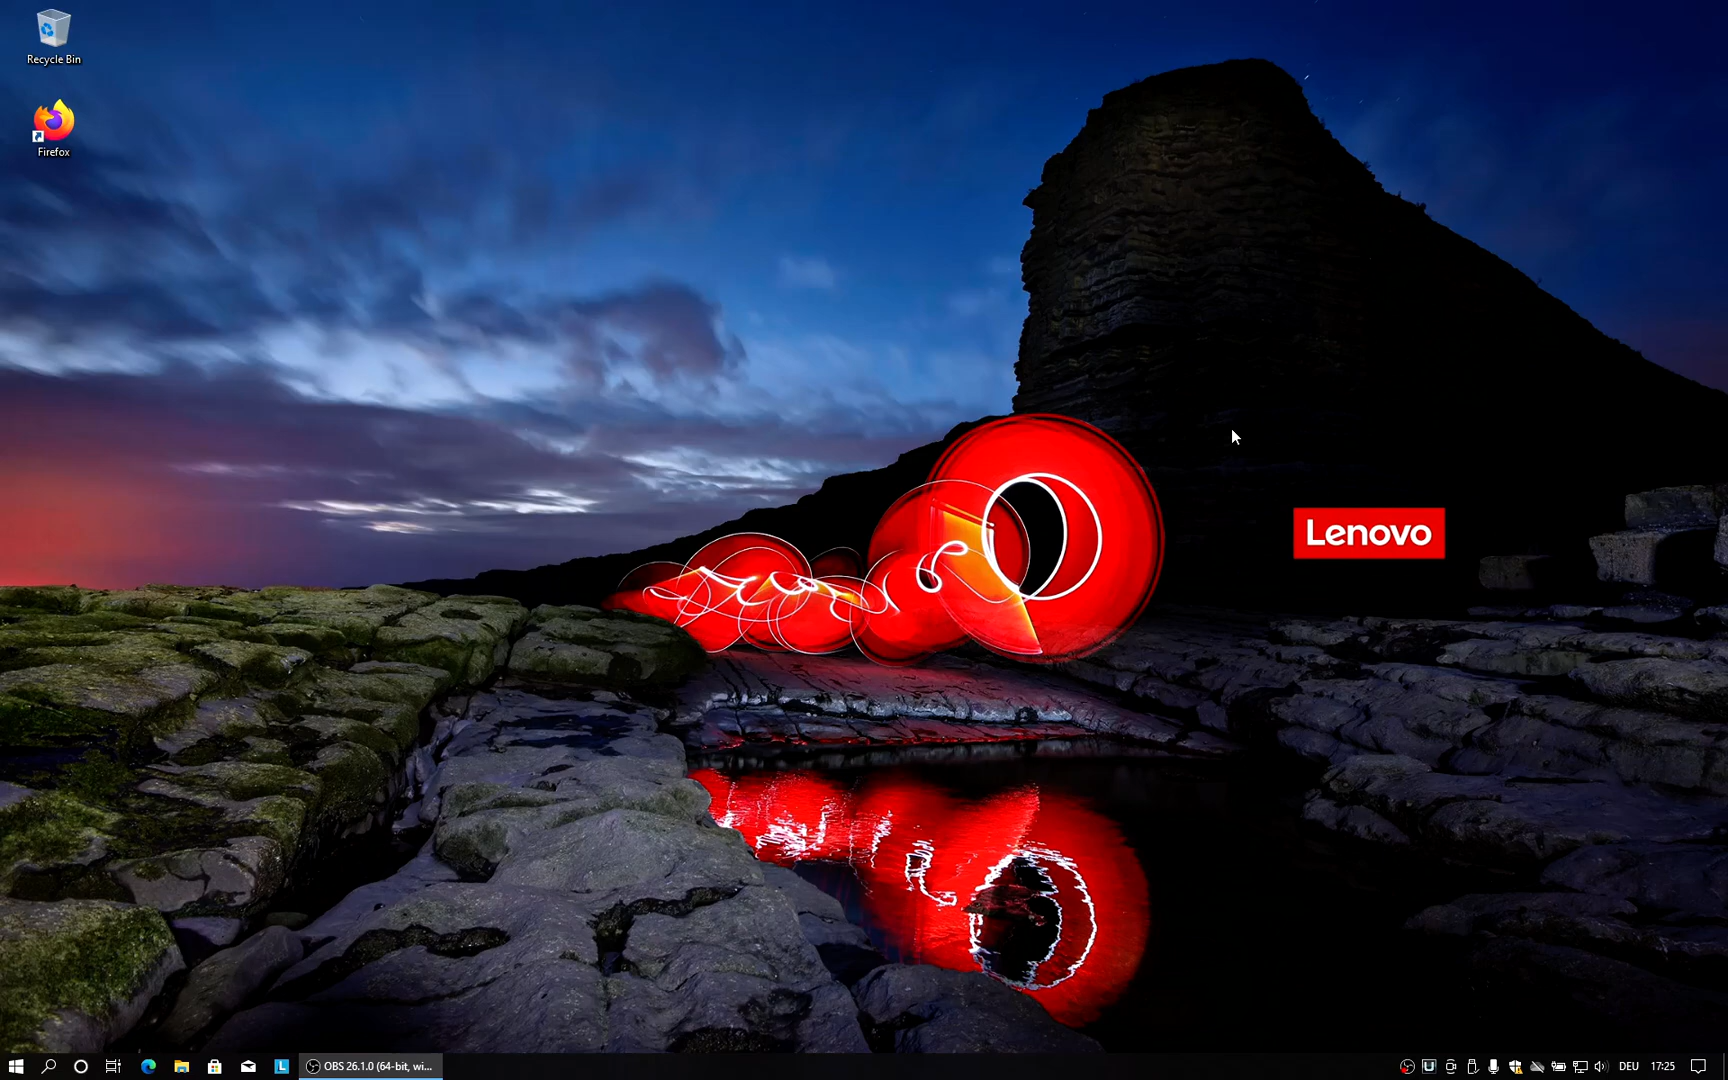 Recycle Bin
Firefox
Lenovo
OBS 26.1.0 (64-bit, wi...
DEU
17:25